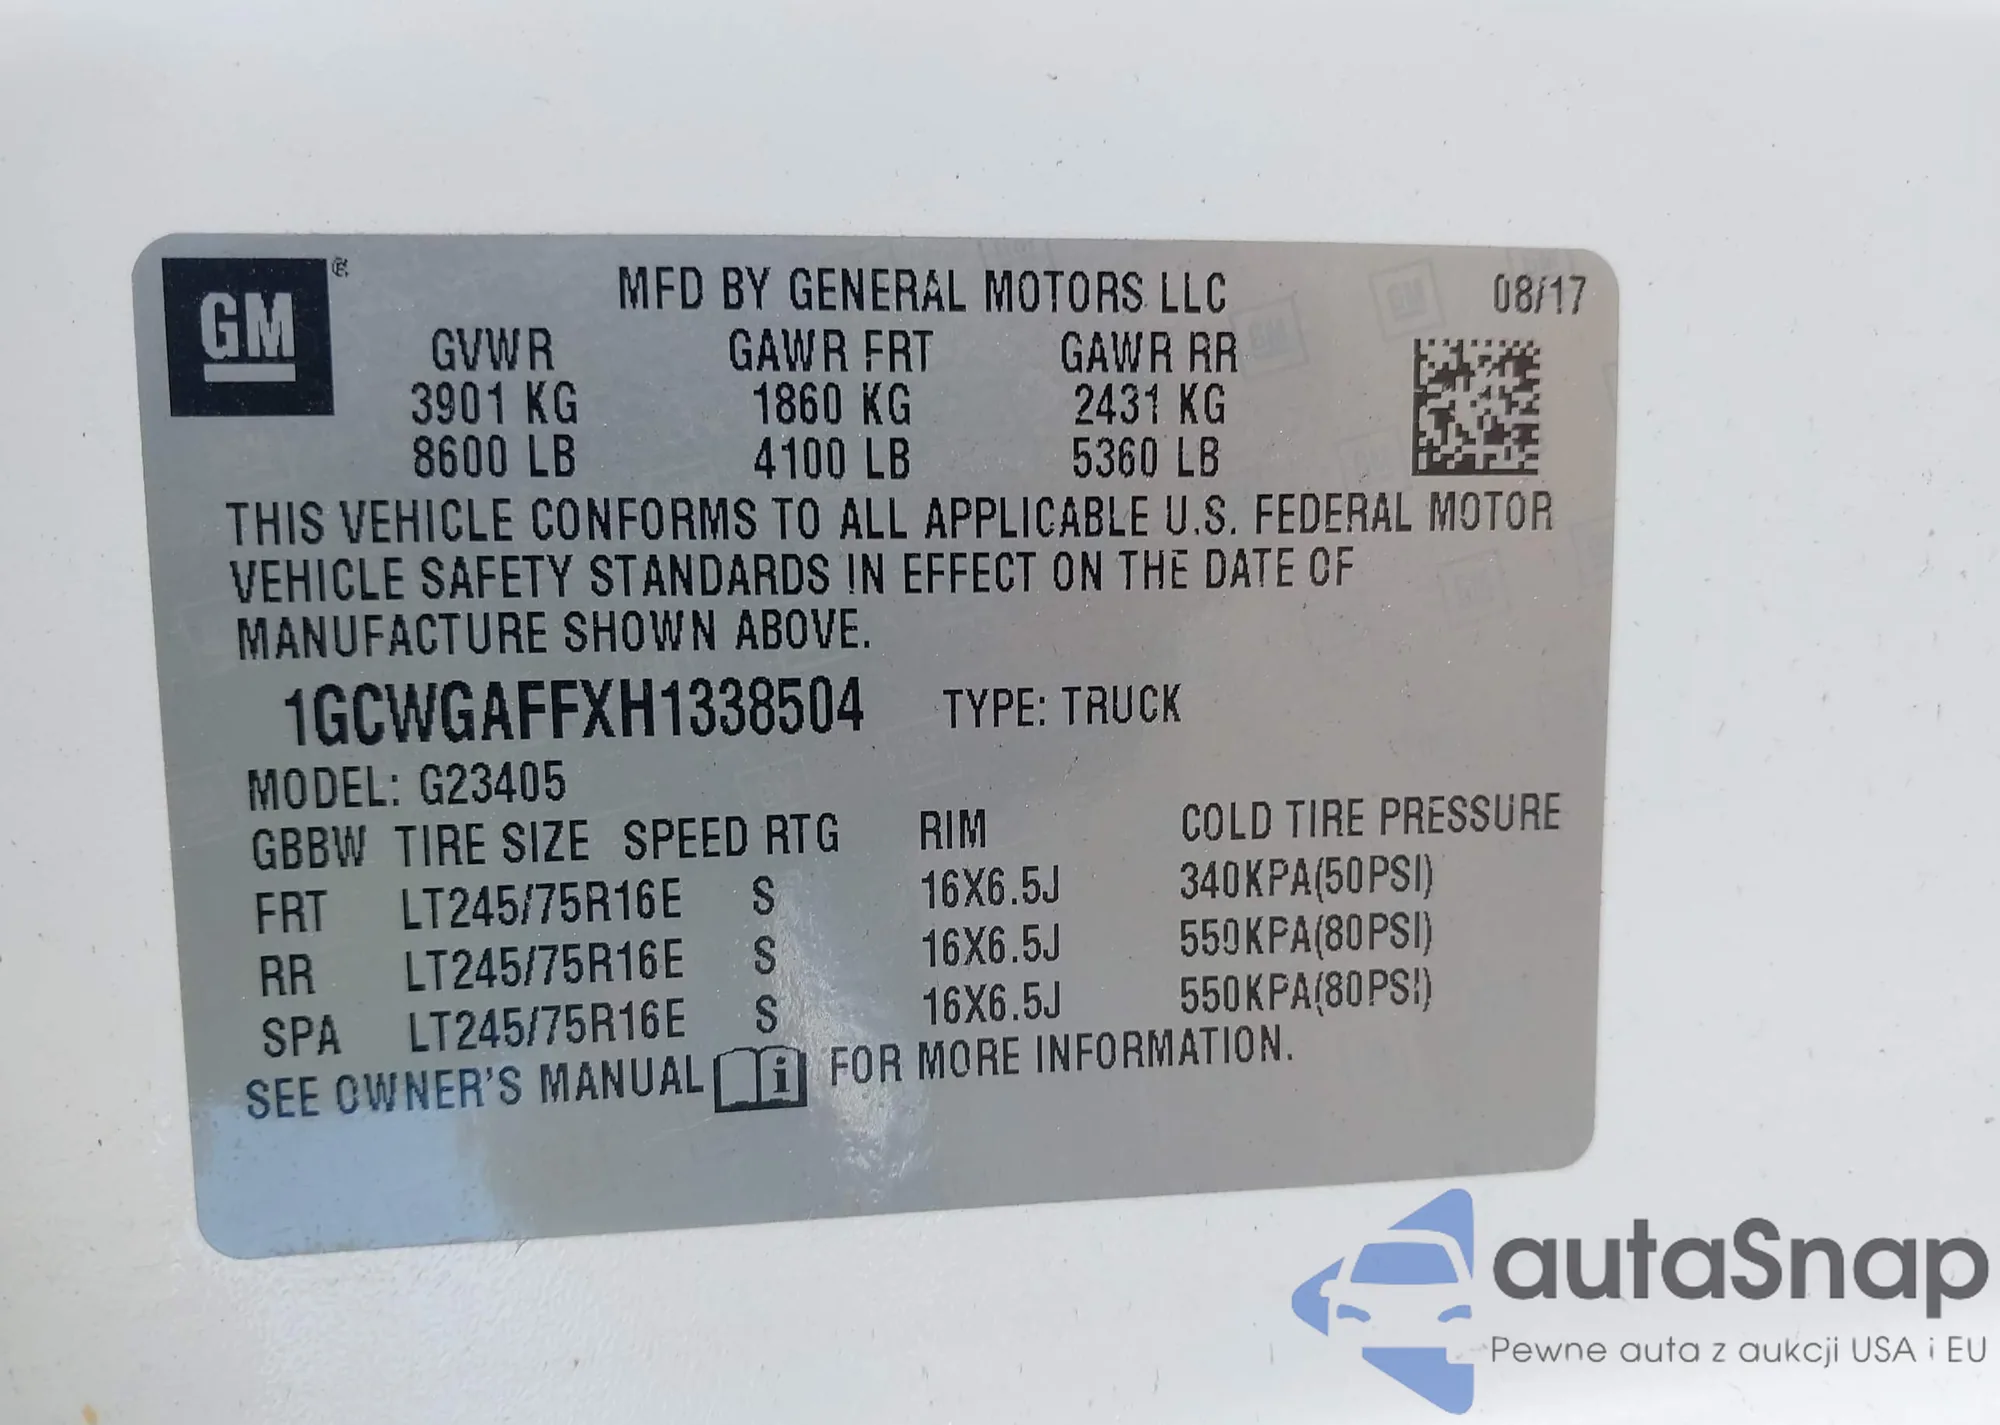 GM®
MFD BY GENERAL MOTORS LLC 08/17
GVWR GAWR FRT GAWR RR
3901 KG 1860 KG 2431 KG
8600 LB 4100 LB 5360 LB
THIS VEHICLE CONFORMS TO ALL APPLICABLE U.S. FEDERAL MOTOR
VEHICLE SAFETY STANDARDS IN EFFECT ON THE DATE OF
MANUFACTURE SHOWN ABOVE.
1GCWGAFFXH1338504 TYPE: TRUCK
MODEL: G23405
GBBW TIRE SIZE SPEED RTG RIM COLD TIRE PRESSURE
FRT LT245/75R16E S 16X6.5J 340KPA(50PSI)
RR LT245/75R16E S 16X6.5J 550KPA(80PSI)
SPA LT245/75R16E S 16X6.5J 550KPA(80PSI)
SEE OWNER'S MANUAL i FOR MORE INFORMATION.
autaSnap
Pewne auta z aukcji USA i EU